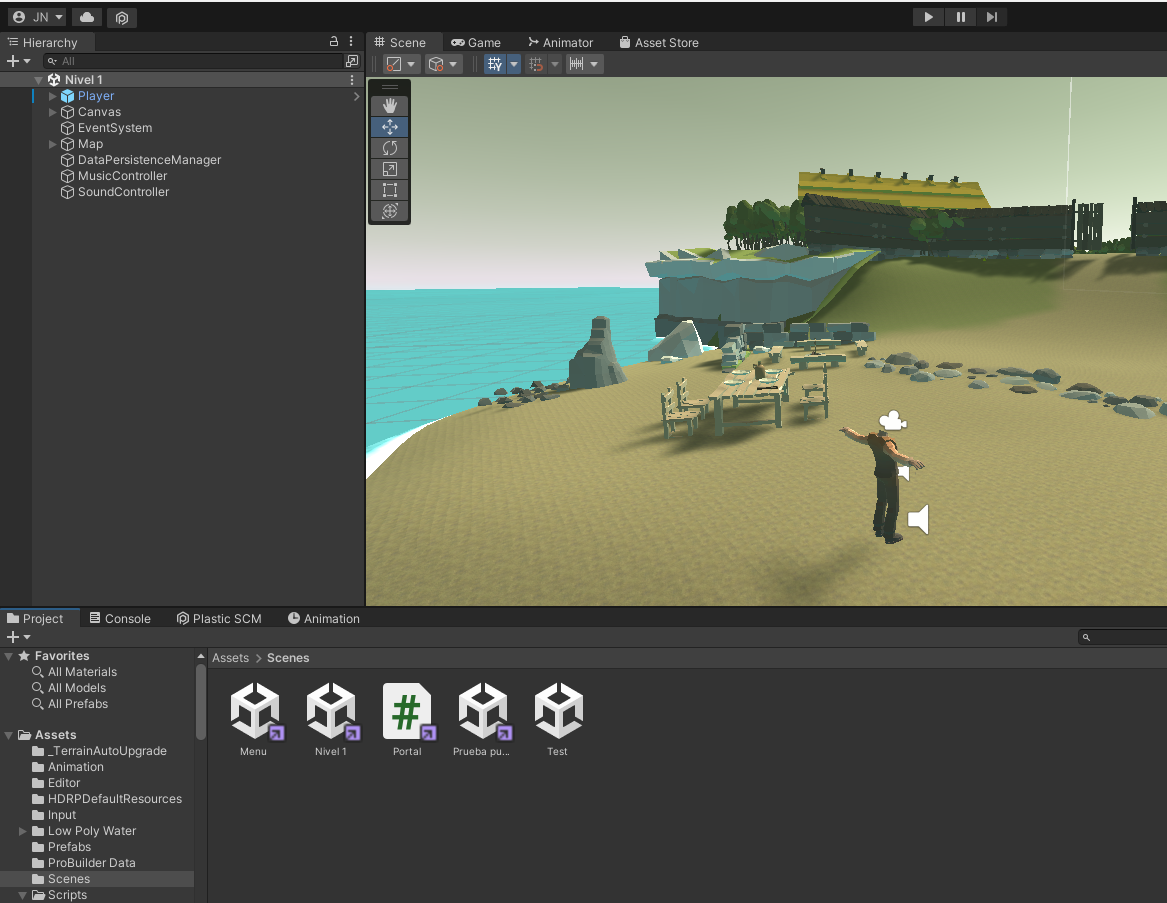 JN
Hierarchy
All
Nivel 1
Player
Canvas
EventSystem
Map
DataPersistenceManager
MusicController
SoundController
Scene Game Animator Asset Store
Project Console Plastic SCM Animation
Favorites
All Materials
All Models
All Prefabs
Assets
_TerrainAutoUpgrade
Animation
Editor
HDRPDefaultResources
Input
Low Poly Water
Prefabs
ProBuilder Data
Scenes
Scripts
Assets > Scenes
#
Menu Nivel 1 Portal Prueba pu... Test